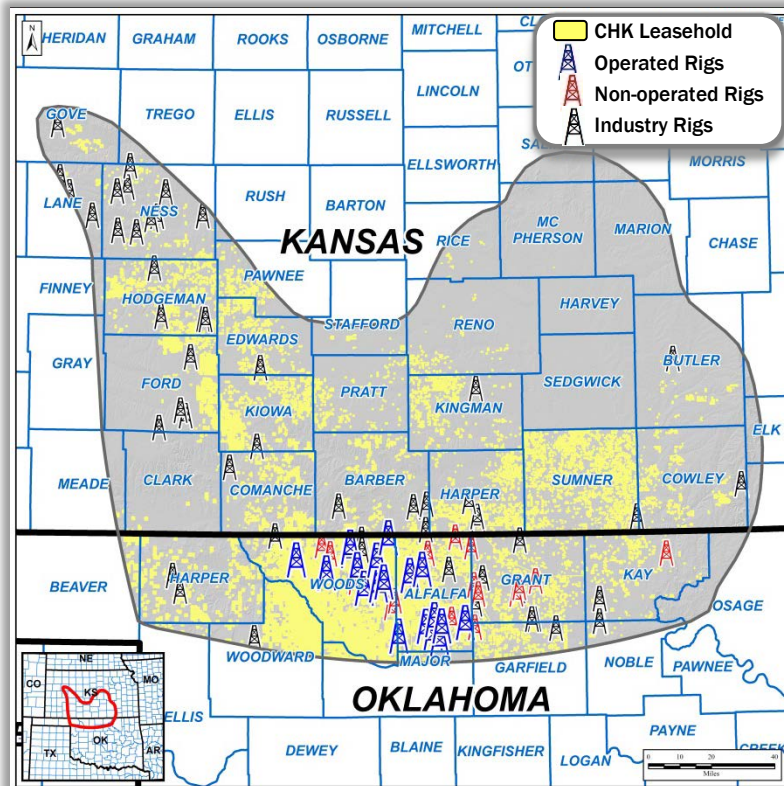 N
HERIDAN
GRAHAM
ROOKS
OSBORNE
MITCHELL
CHK Leasehold
Operated Rigs
Non-operated Rigs
Industry Rigs
LINCOLN
GOVE
TREGO
ELLIS
RUSSELL
ELLSWORTH
MORRIS
LANE
NESS
RUSH
BARTON
KANSAS
RICE
MC
PHERSON
MARION
CHASE
PAWNEE
FINNEY
HODGEMAN
STAFFORD
RENO
HARVEY
EDWARDS
GRAY
FORD
KIOWA
PRATT
KINGMAN
SEDGWICK
BUTLER
ELK
MEADE
CLARK
COMANCHE
BARBER
HARPER
SUMNER
COWLEY
BEAVER
HARPER
WOODS
ALFALFA
GRANT
KAY
OSAGE
WOODWARD
MAJOR
GARFIELD
NOBLE
PAWNEE
OKLAHOMA
ELLIS
DEWEY
BLAINE
KINGFISHER
LOGAN
PAYNE
CREEK
NE
CO
KS
MO
OK
TX
AR
0 10 20 40
Miles